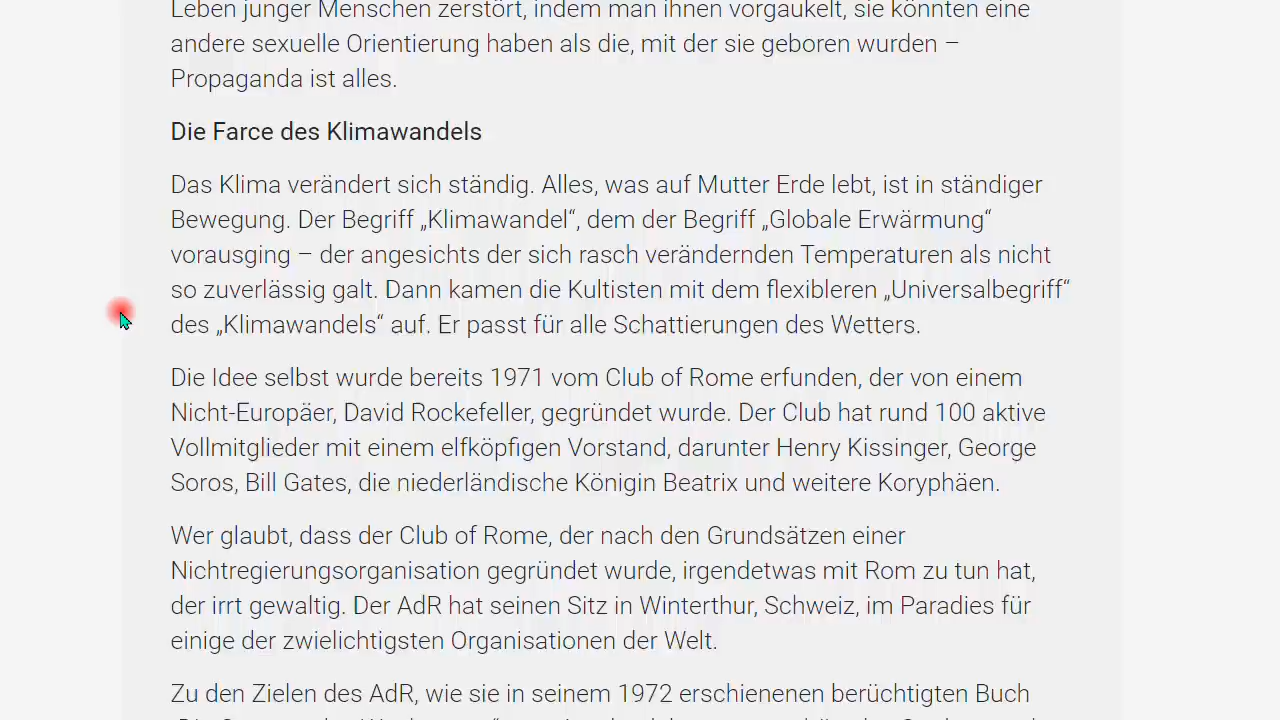 Leben junger Menschen zerstört, indem man ihnen vorgaukelt, sie könnten eine
andere sexuelle Orientierung haben als die, mit der sie geboren wurden –
Propaganda ist alles.
Die Farce des Klimawandels
Das Klima verändert sich ständig. Alles, was auf Mutter Erde lebt, ist in ständiger
Bewegung. Der Begriff „Klimawandel“, dem der Begriff „Globale Erwärmung“
vorausging – der angesichts der sich rasch verändernden Temperaturen als nicht
so zuverlässig galt. Dann kamen die Kultisten mit dem flexibleren „Universalbegriff“
des „Klimawandels“ auf. Er passt für alle Schattierungen des Wetters.
Die Idee selbst wurde bereits 1971 vom Club of Rome erfunden, der von einem
Nicht-Europäer, David Rockefeller, gegründet wurde. Der Club hat rund 100 aktive
Vollmitglieder mit einem elfköpfigen Vorstand, darunter Henry Kissinger, George
Soros, Bill Gates, die niederländische Königin Beatrix und weitere Koryphäen.
Wer glaubt, dass der Club of Rome, der nach den Grundsätzen einer
Nichtregierungsorganisation gegründet wurde, irgendetwas mit Rom zu tun hat,
der irrt gewaltig. Der AdR hat seinen Sitz in Winterthur, Schweiz, im Paradies für
einige der zwielichtigsten Organisationen der Welt.
Zu den Zielen des AdR, wie sie in seinem 1972 erschienenen berüchtigten Buch